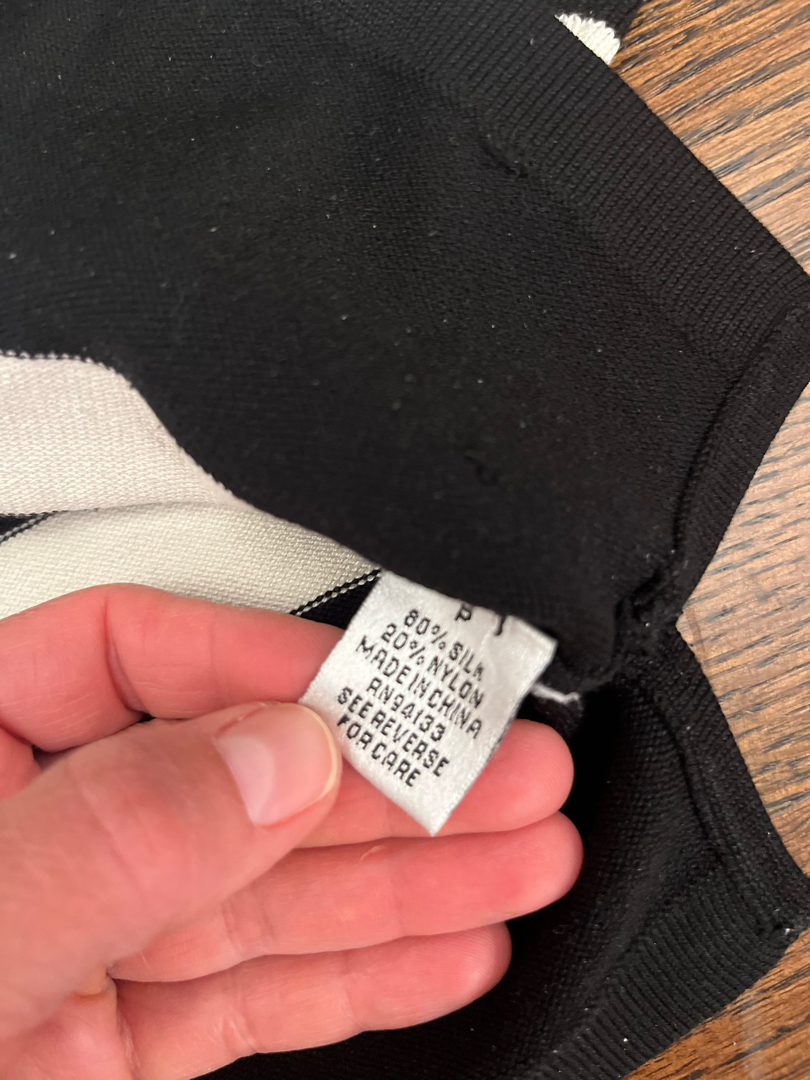 P
80% SILK
20% NYLON
MADE IN CHINA
RN94133
SEE REVERSE
FOR CARE